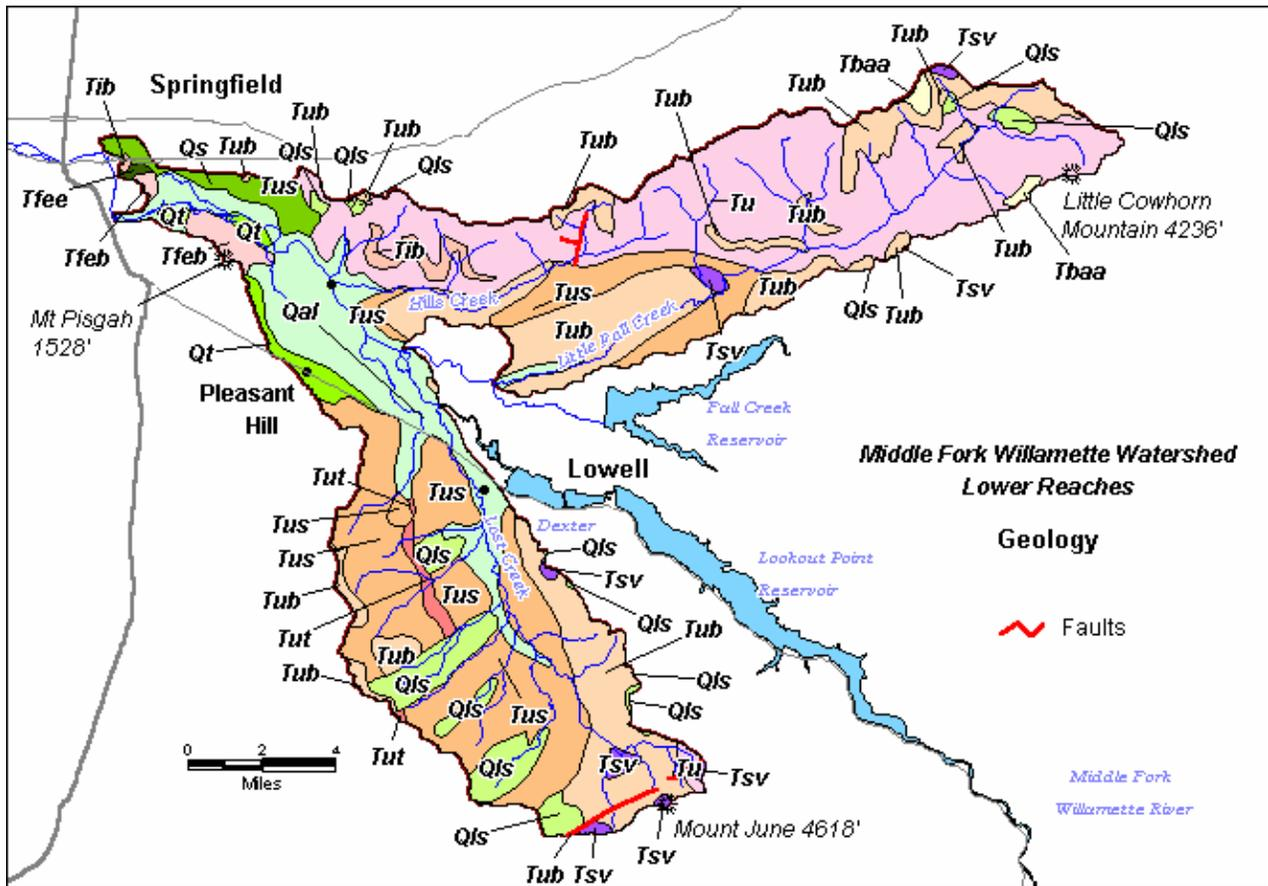 Tub
Tsv
Tbaa
Qls
Springfield
Tib
Tub
Tub
Tub
Tub
Qls
Tub
Qs
Tub
Qls
Qls
Qls
Tus
Tfee
Tu
Tub
Little Cowhorn
Mountain 4236'
Qt
Qt
Tfeb
Tfeb
Tib
Tub
Tbaa
Mt Pisgah
1528'
Qal
Tus
Hills Creek
Tus
Tub
Qls
Tub
Tsv
Tub
Little Fall Creek
Qt
Tsv
Pleasant
Hill
Fall Creek
Reservoir
Middle Fork Willamette Watershed
Lower Reaches
Lowell
Geology
Tut
Tus
Tus
Tus
Lost Creek
Dexter
Qls
Qls
Tsv
Lookout Point
Reservoir
Tub
Tus
Qls
Faults
Tut
Tub
Tub
Tub
Qls
Qls
Qls
Tus
Qls
Tut
0 2 4
Miles
Qls
Tsv
Tu
Tsv
Middle Fork
Willamette River
Qls
Mount June 4618'
Tub
Tsv
Tsv